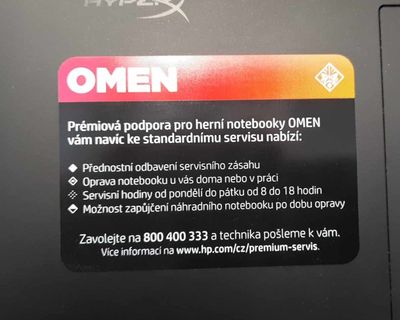 HYPERX
OMEN
Prémiová podpora pro herní notebooky OMEN
vám navíc ke standardnímu servisu nabízí:
Přednostní odbavení servisního zásahu
Oprava notebooku u vás doma nebo v práci
Servisní hodiny od pondělí do pátku od 8 do 18 hodin
Možnost zapůjčení náhradního notebooku po dobu opravy
Zavolejte na 800 400 333 a technika pošleme k vám.
Více informací na www.hp.com/cz/premium-servis.